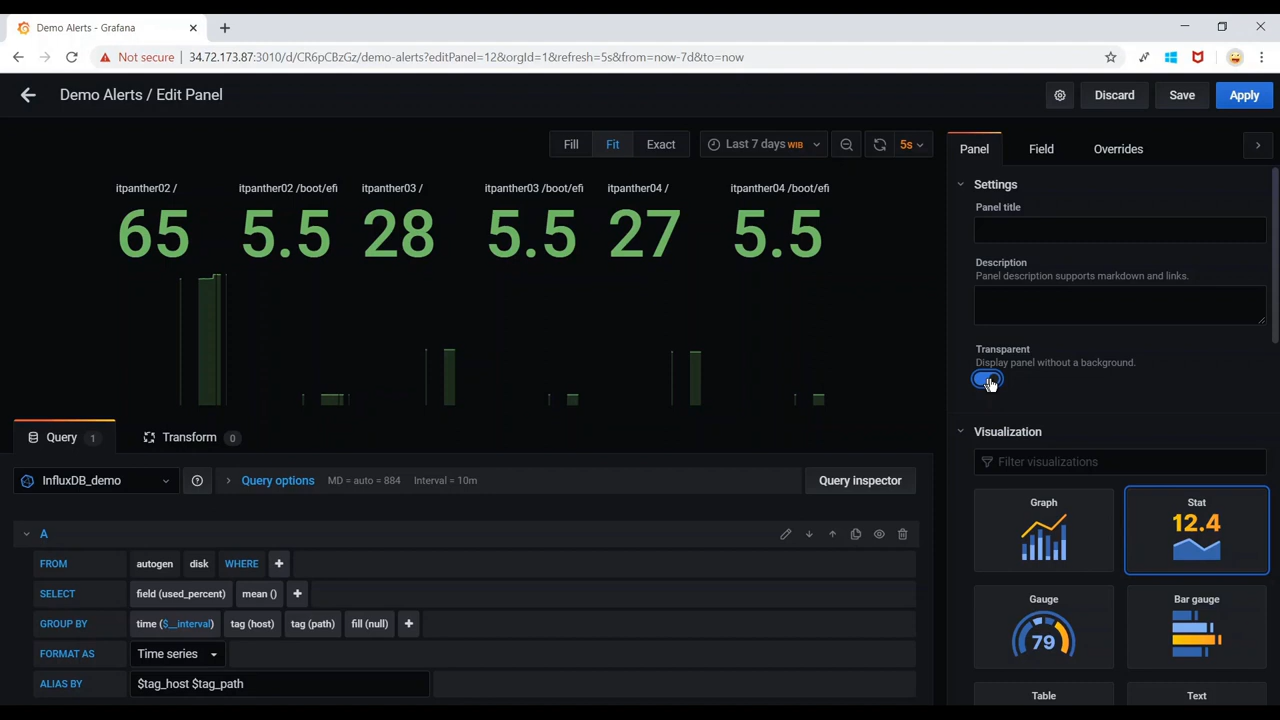 Demo Alerts - Grafana
Not secure 34.72.173.87:3010/d/CR6pCBzGz/demo-alerts?editPanel=12&orgId=1&refresh=5s&from=now-7d&to=now
Demo Alerts / Edit Panel
Discard
Save
Apply
Fill
Fit
Exact
Last 7 days WIB
5s
Panel
Field
Overrides
itpanther02 /
65
itpanther02 /boot/efi
5.5
itpanther03 /
28
itpanther03 /boot/efi
5.5
itpanther04 /
27
itpanther04 /boot/efi
5.5
Settings
Panel title
Description
Panel description supports markdown and links.
Transparent
Display panel without a background.
Visualization
Filter visualizations
Graph
Stat
12.4
Gauge
79
Bar gauge
Table
Text
Query 1
Transform 0
InfluxDB_demo
Query options MD = auto = 884 Interval = 10m
Query inspector
A
FROM autogen disk WHERE +
SELECT field (used_percent) mean () +
GROUP BY time ($__interval) tag (host) tag (path) fill (null) +
FORMAT AS Time series
ALIAS BY $tag_host $tag_path